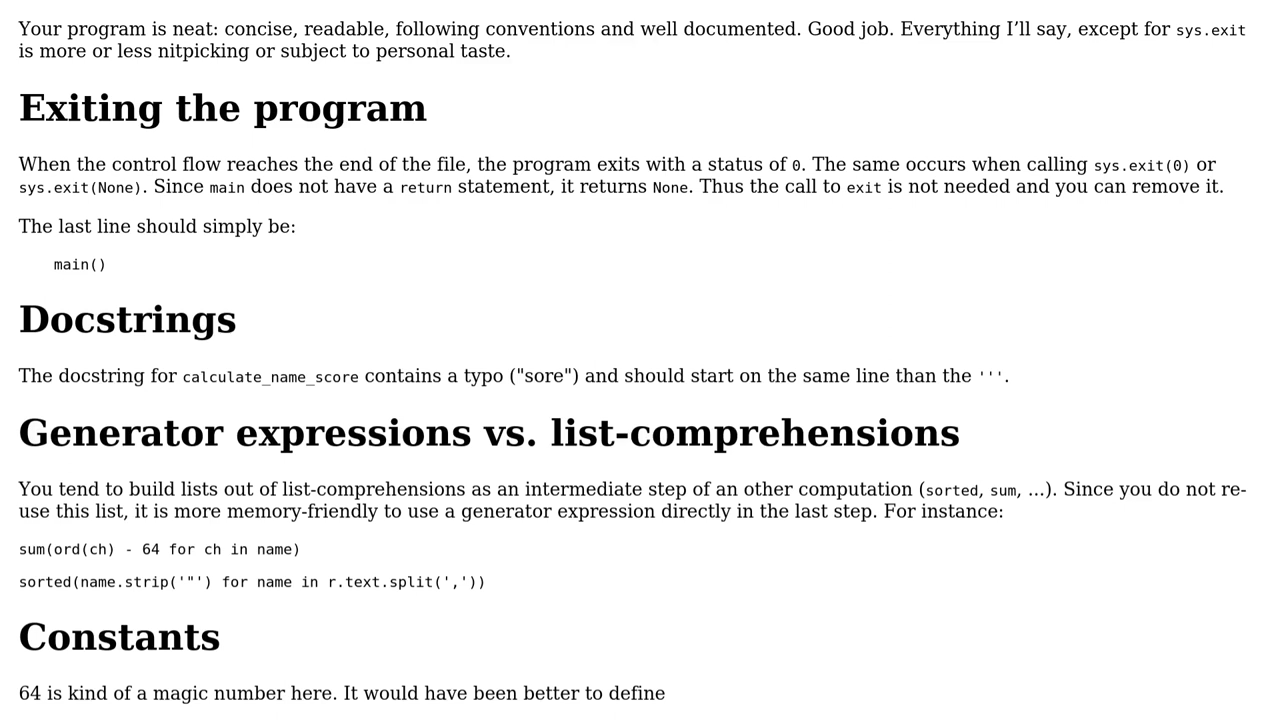 Your program is neat: concise, readable, following conventions and well documented. Good job. Everything I’ll say, except for sys.exit
is more or less nitpicking or subject to personal taste.
Exiting the program
When the control flow reaches the end of the file, the program exits with a status of 0. The same occurs when calling sys.exit(0) or
sys.exit(None). Since main does not have a return statement, it returns None. Thus the call to exit is not needed and you can remove it.
The last line should simply be:
main()
Docstrings
The docstring for calculate_name_score contains a typo ("sore") and should start on the same line than the '''.
Generator expressions vs. list-comprehensions
You tend to build lists out of list-comprehensions as an intermediate step of an other computation (sorted, sum, ...). Since you do not re-
use this list, it is more memory-friendly to use a generator expression directly in the last step. For instance:
sum(ord(ch) - 64 for ch in name)
sorted(name.strip('"') for name in r.text.split(','))
Constants
64 is kind of a magic number here. It would have been better to define